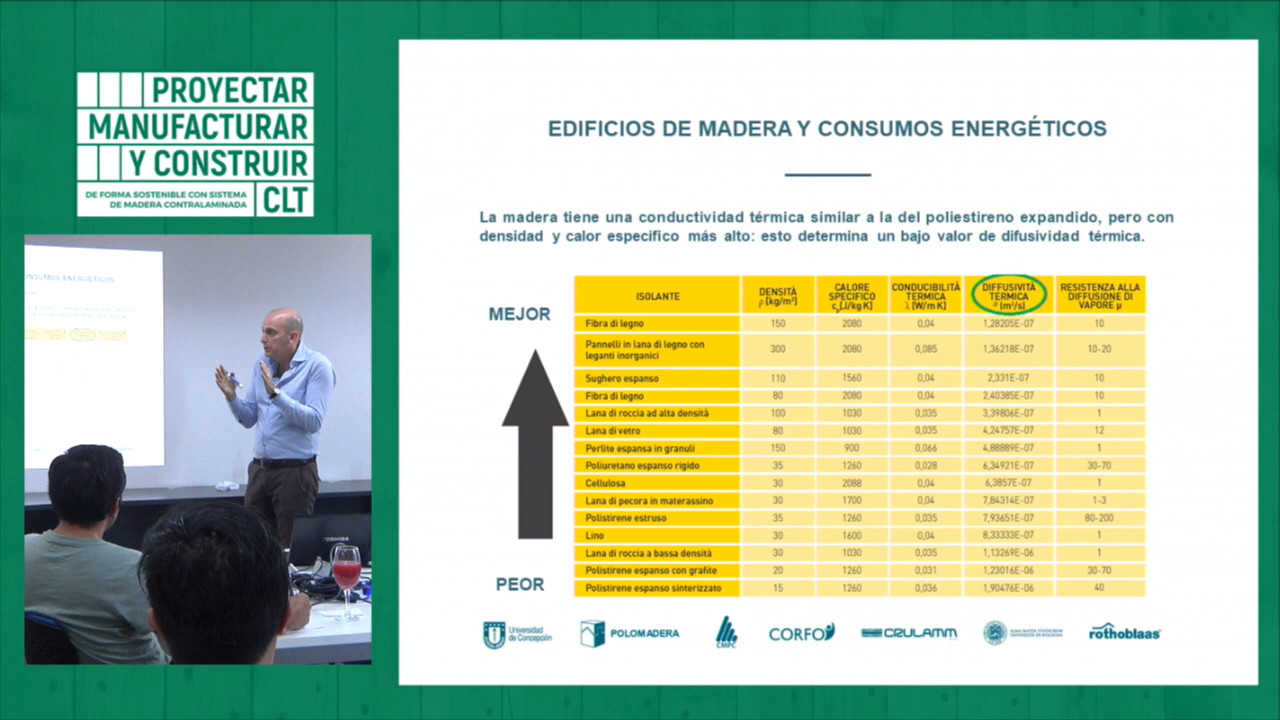 PROYECTAR
MANUFACTURAR
Y CONSTRUIR
DE FORMA SOSTENIBLE CON SISTEMA
DE MADERA CONTRALAMINADA
CLT
CONSUMOS ENERGÉTICOS
TOSHIBA
EDIFICIOS DE MADERA Y CONSUMOS ENERGÉTICOS
La madera tiene una conductividad térmica similar a la del poliestireno expandido, pero con
densidad y calor especifico más alto: esto determina un bajo valor de difusividad térmica.
MEJOR
PEOR
ISOLANTE DENSITÀ ρ [kg/m³] CALORE SPECIFICO cp[J/kg K] CONDUCIBILITÀ TERMICA λ [W/m K] DIFFUSIVITÀ TERMICA a [m²/s] RESISTENZA ALLA DIFFUSIONE DI VAPORE μ
Fibra di legno 150 2080 0,04 1,28205E-07 10
Pannelli in lana di legno con leganti inorganici 300 2080 0,085 1,36218E-07 10-20
Sughero espanso 110 1560 0,04 2,331E-07 10
Fibra di legno 80 2080 0,04 2,40385E-07 10
Lana di roccia ad alta densità 100 1030 0,035 3,39806E-07 1
Lana di vetro 80 1030 0,035 4,24757E-07 12
Perlite espansa in granuli 150 900 0,066 4,88889E-07 1
Poliuretano espanso rigido 35 1260 0,028 6,34921E-07 30-70
Cellulosa 30 2088 0,04 6,3857E-07 1
Lana di pecora in materassino 30 1700 0,04 7,84314E-07 1-3
Polistirene estruso 35 1260 0,035 7,93651E-07 80-200
Lino 30 1600 0,04 8,33333E-07 1
Lana di roccia a bassa densità 30 1030 0,035 1,13269E-06 1
Polistirene espanso con grafite 20 1260 0,031 1,23016E-06 30-70
Polistirene espanso sinterizzato 15 1260 0,036 1,90476E-06 40
Universidad
de Concepción
POLOMADERA
CMPC
CORFO
CRULAMM
rothoblaas